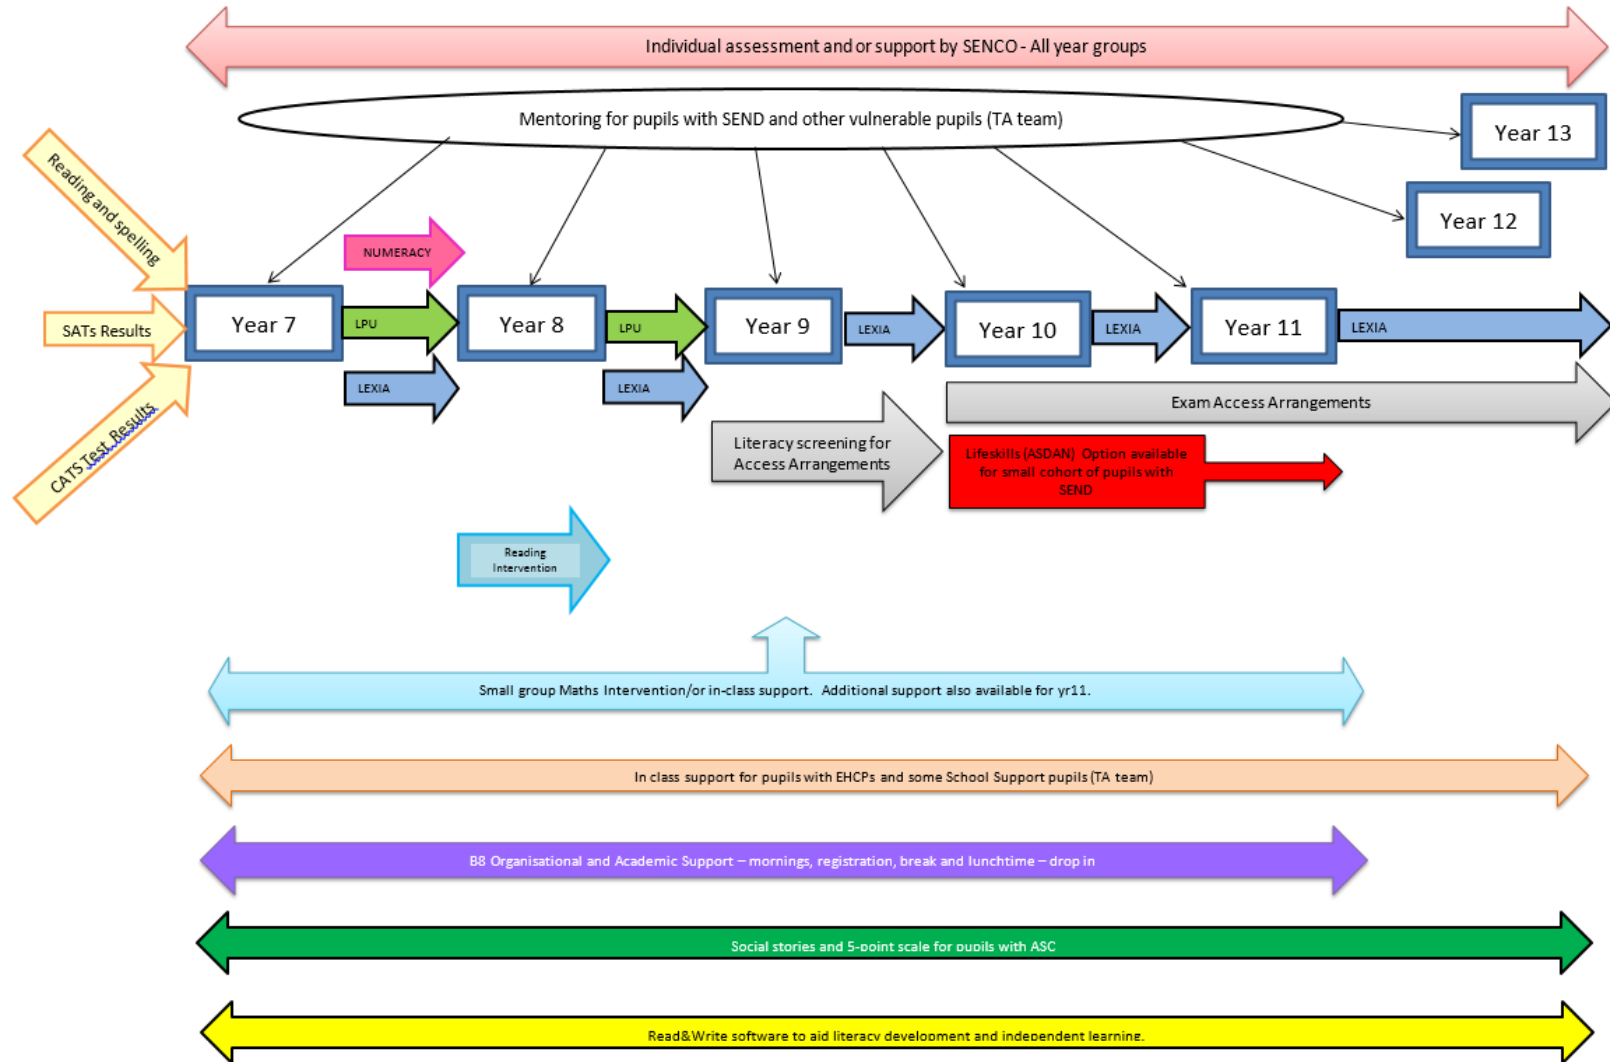 Individual assessment and or support by SENCO - All year groups
Mentoring for pupils with SEND and other vulnerable pupils (TA team)
Year 13
Year 12
Reading and spelling
SATs Results
CATS Test Results
NUMERACY
Year 7
LPU
Year 8
LPU
Year 9
LEXIA
Year 10
LEXIA
Year 11
LEXIA
LEXIA
LEXIA
Exam Access Arrangements
Literacy screening for
Access Arrangements
Lifeskills (ASDAN) Option available
for small cohort of pupils with
SEND
Reading
Intervention
Small group Maths Intervention/or in-class support. Additional support also available for yr11.
In class support for pupils with EHCPs and some School Support pupils (TA team)
B8 Organisational and Academic Support – mornings, registration, break and lunchtime – drop in
Social stories and 5-point scale for pupils with ASC
Read&Write software to aid literacy development and independent learning.